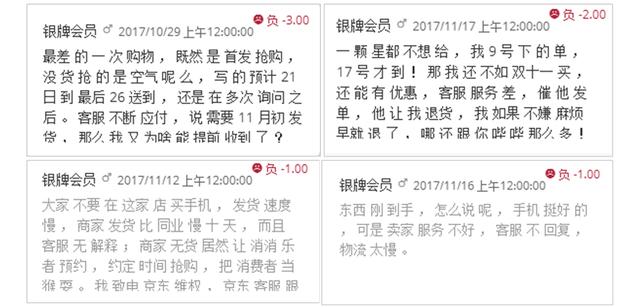 负 -3.00
银牌会员 ♂ 2017/10/29 上午12:00:00
最差的一次购物，既然是首发抢购，
没货抢的是空气呢么，写的预计21
日到最后26送到，还是在多次询问之
后。客服不断应付，说需要11月初发
货，那么我又为啥能提前收到了？
负 -2.00
银牌会员 ♂ 2017/11/17 上午12:00:00
一颗星都不想给，我9号下的单，
17号才到！那我还不如双十一买，
还能有优惠，客服服务差，催他发
单，他让我退货，我如果不嫌麻烦
早就退了，哪还跟你哔哔那么多！
负 -1.00
银牌会员 ♂ 2017/11/12 上午12:00:00
大家不要在这家店买手机，发货速度
慢，商家发货比同业慢十天，而且
客服无解释；商家无货居然让消消乐
者预约，约定时间抢购，把消费者当
猴耍。我致电京东维权，京东客服跟
负 -1.00
银牌会员 ♂ 2017/11/16 上午12:00:00
东西刚到手，怎么说呢，手机挺好的
，可是卖家服务不好，客服不回复，
物流太慢。